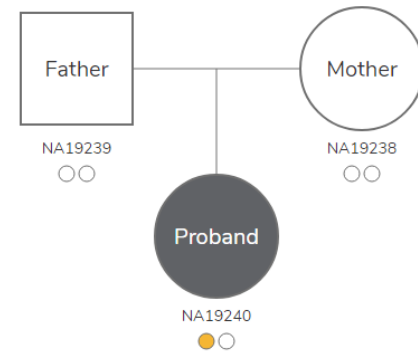 Father
Mother
NA19239
NA19238
Proband
NA19240